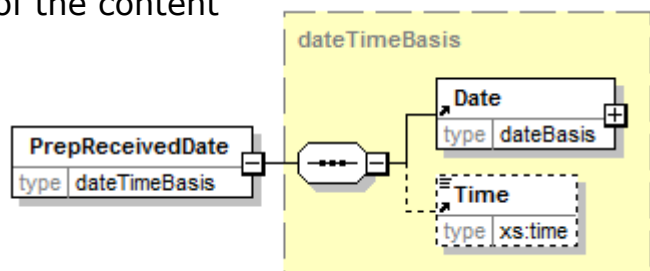 of the content
dateTimeBasis
Date
type dateBasis
PrepReceivedDate
type dateTimeBasis
Time
type xs:time